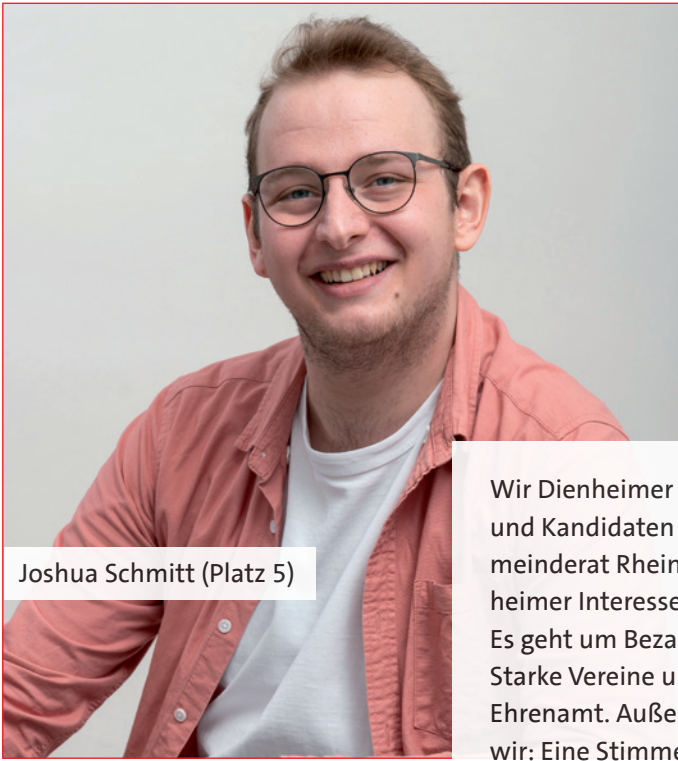 Joshua Schmitt (Platz 5)
Wir Dienheimer
und Kandidaten
meinderat Rhein
heimer Interesse
Es geht um Beza
Starke Vereine u
Ehrenamt. Auße
wir: Eine Stimme